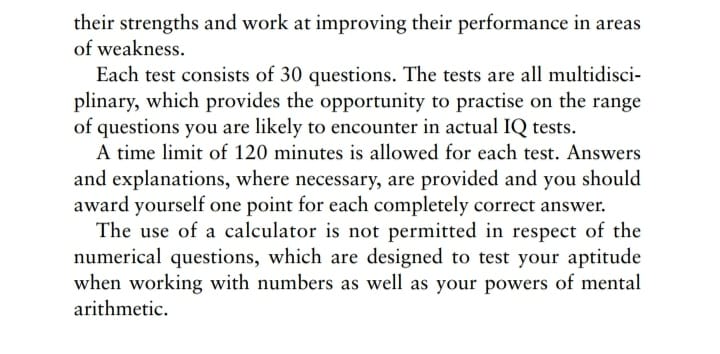 their strengths and work at improving their performance in areas
of weakness.
Each test consists of 30 questions. The tests are all multidisci-
plinary, which provides the opportunity to practise on the range
of questions you are likely to encounter in actual IQ tests.
A time limit of 120 minutes is allowed for each test. Answers
and explanations, where necessary, are provided and you should
award yourself one point for each completely correct answer.
The use of a calculator is not permitted in respect of the
numerical questions, which are designed to test your aptitude
when working with numbers as well as your powers of mental
arithmetic.